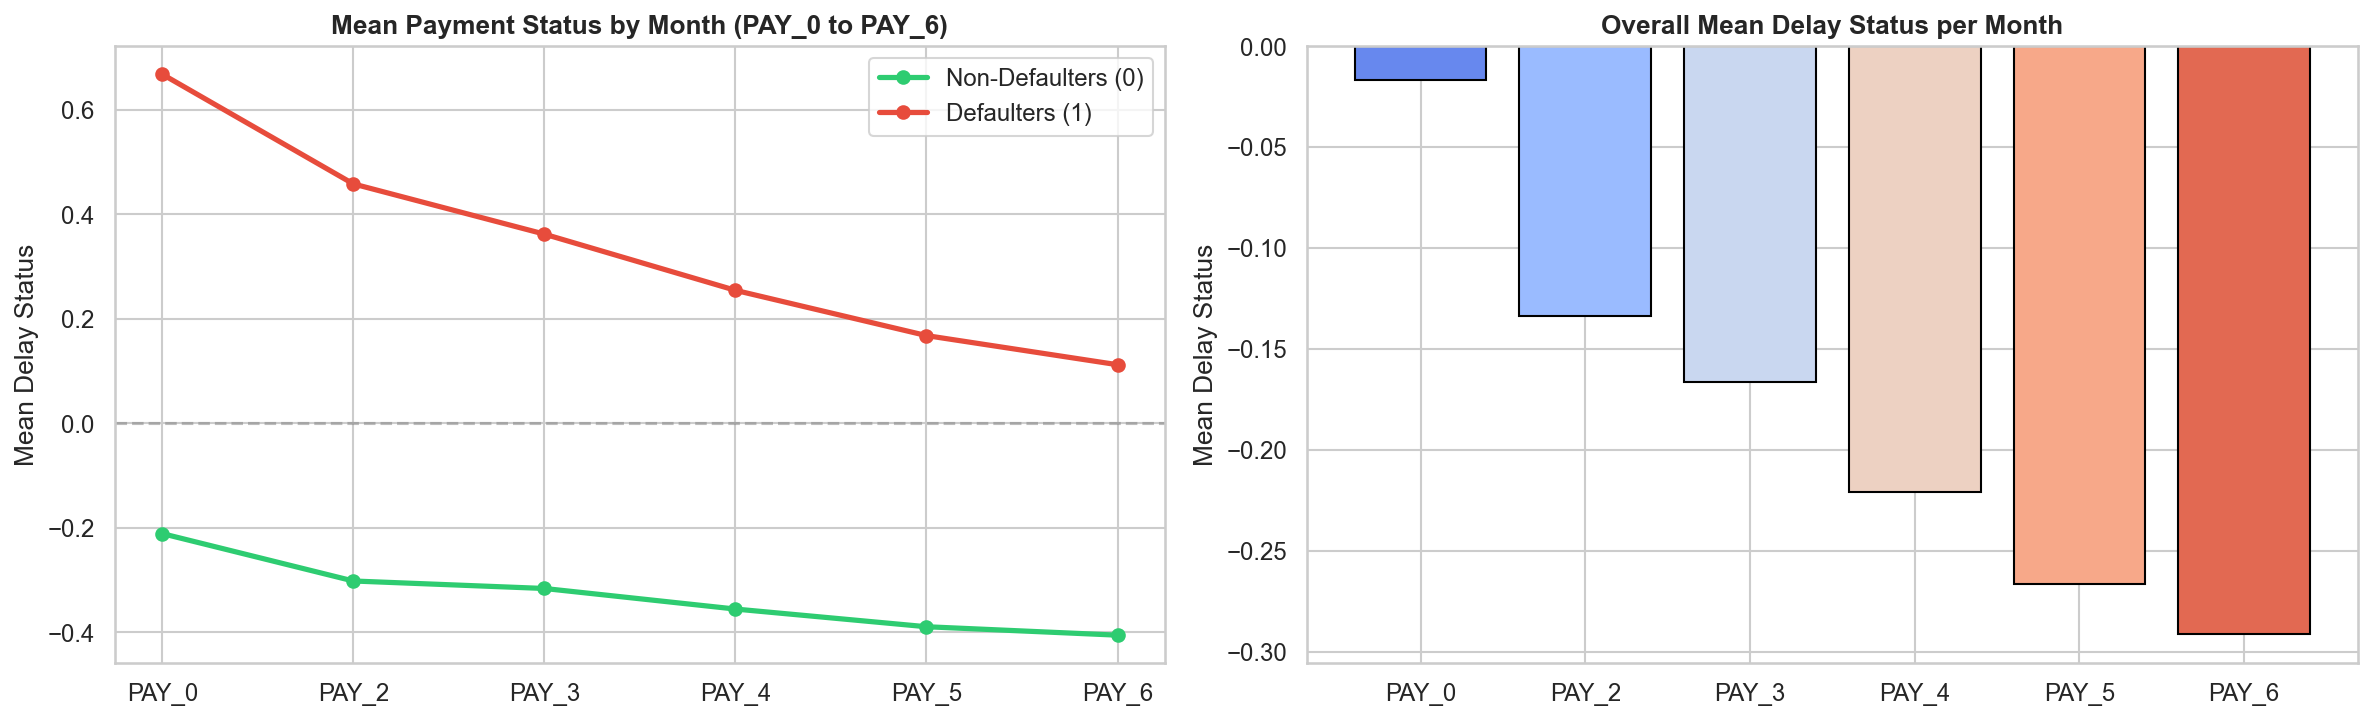 Mean Payment Status by Month (PAY_0 to PAY_6)
Mean Delay Status
0.6
0.4
0.2
0.0
−0.2
−0.4
Non-Defaulters (0)
Defaulters (1)
PAY_0 PAY_2 PAY_3 PAY_4 PAY_5 PAY_6
Overall Mean Delay Status per Month
Mean Delay Status
0.00
−0.05
−0.10
−0.15
−0.20
−0.25
−0.30
PAY_0 PAY_2 PAY_3 PAY_4 PAY_5 PAY_6